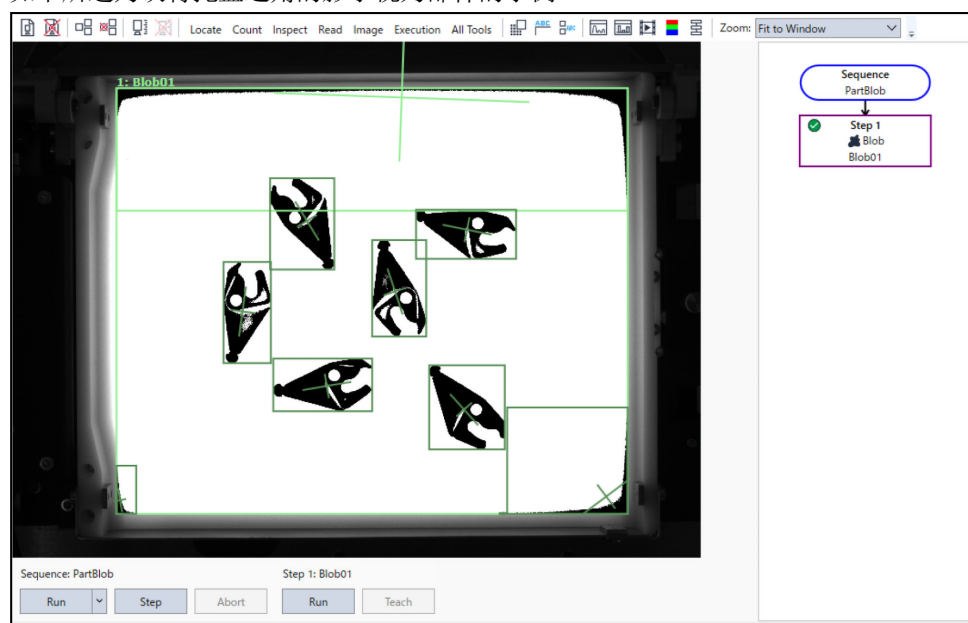 Locate Count Inspect Read Image Execution All Tools Zoom: Fit to Window
1: Blob01
Sequence
PartBlob
Step 1
Blob
Blob01
Sequence: PartBlob Step 1: Blob01
Run Step Abort Run Teach